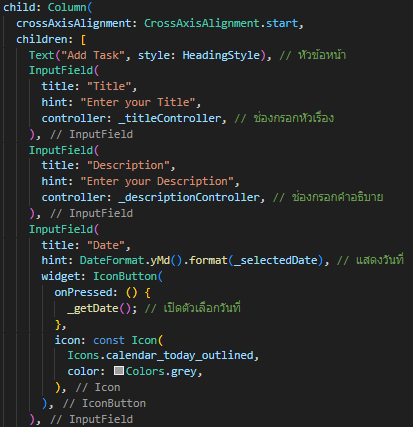 child: Column(
crossAxisAlignment: CrossAxisAlignment.start,
children: [
Text("Add Task", style: HeadingStyle), // หัวข้อหน้า
InputField(
title: "Title",
hint: "Enter your Title",
controller: _titleController, // ช่องกรอกหัวเรื่อง
), // InputField
InputField(
title: "Description",
hint: "Enter your Description",
controller: _descriptionController, // ช่องกรอกคำอธิบาย
), // InputField
InputField(
title: "Date",
hint: DateFormat.yMd().format(_selectedDate), // แสดงวันที่
widget: IconButton(
onPressed: () {
_getDate(); // เปิดตัวเลือกวันที่
},
icon: const Icon(
Icons.calendar_today_outlined,
color: Colors.grey,
), // Icon
), // IconButton
), // InputField